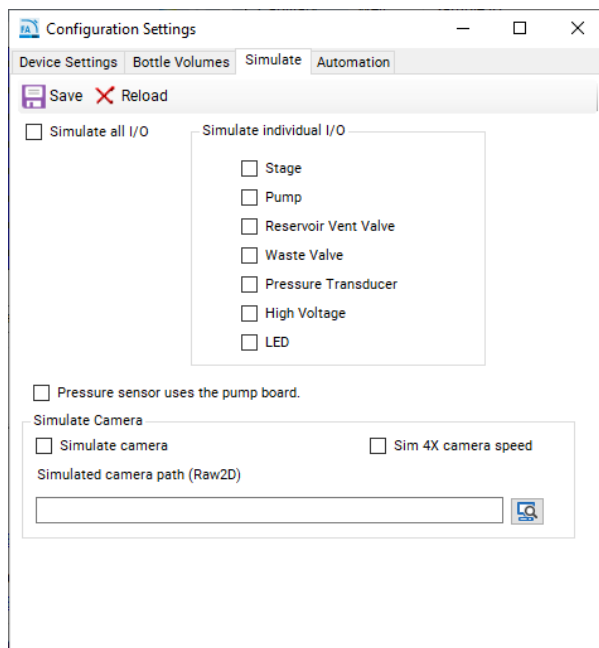 FA Configuration Settings
Device Settings Bottle Volumes Simulate Automation
Save Reload
Simulate all I/O
Simulate individual I/O
Stage
Pump
Reservoir Vent Valve
Waste Valve
Pressure Transducer
High Voltage
LED
Pressure sensor uses the pump board.
Simulate Camera
Simulate camera Sim 4X camera speed
Simulated camera path (Raw2D)